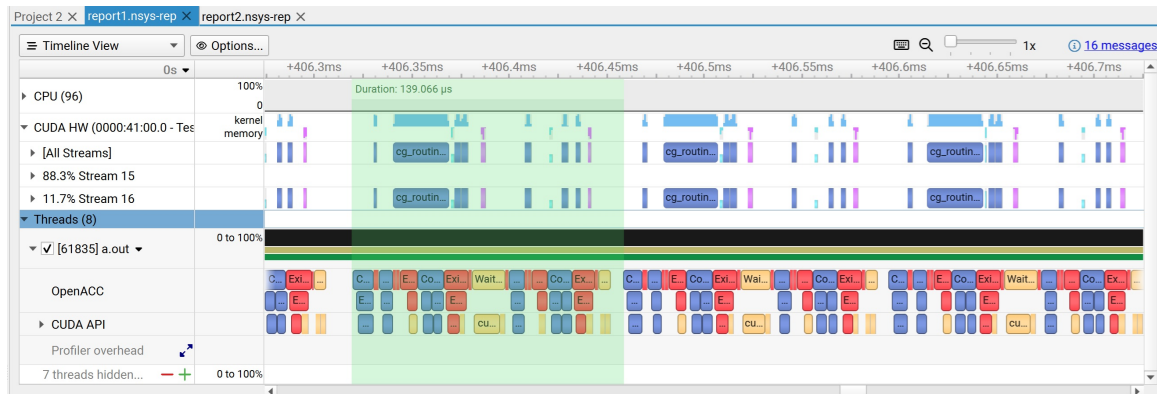 Project 2 × report1.nsys-rep × report2.nsys-rep ×
Timeline View Options... 1x 16 messages
0s +406.3ms +406.35ms +406.4ms +406.45ms +406.5ms +406.55ms +406.6ms +406.65ms +406.7ms
CPU (96) 100% Duration: 139.066 µs
0
CUDA HW (0000:41:00.0 - Tes kernel
memory
[All Streams] cg_routin... cg_routin... cg_routin...
88.3% Stream 15
11.7% Stream 16 cg_routin... cg_routin... cg_routin...
Threads (8)
[61835] a.out 0 to 100%
C... Exi... ... C... ... E... Co... Exi... Wait... ... ... Co... Exi... ... C... ... E... Co... Exi... Wai... ... Co... Exi... ... C... ... E... Co... Exi... Wait... ... ... Co... Exi... ...
OpenACC
... E... E... ... ... E... ... E... ... ... E... ... E... ... ... E... ... E...
CUDA API ... ... ... cu... ... ... ... ... cu... ... ... ... ... cu... ... ...
Profiler overhead
7 threads hidden... 0 to 100%